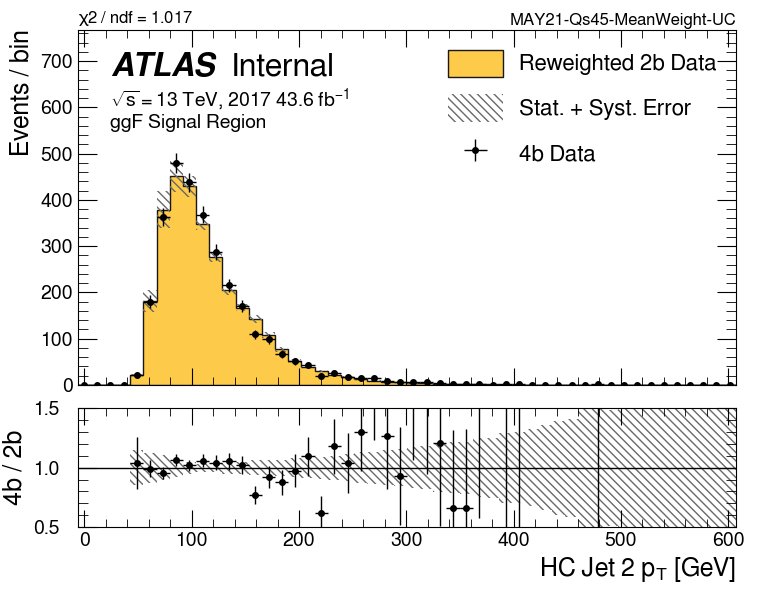 χ2 / ndf = 1.017
MAY21-Qs45-MeanWeight-UC
Events / bin
700
600
500
400
300
200
100
0
ATLAS Internal
√s = 13 TeV, 2017 43.6 fb⁻¹
ggF Signal Region
Reweighted 2b Data
Stat. + Syst. Error
4b Data
4b / 2b
1.5
1.0
0.5
0 100 200 300 400 500 600
HC Jet 2 pT [GeV]